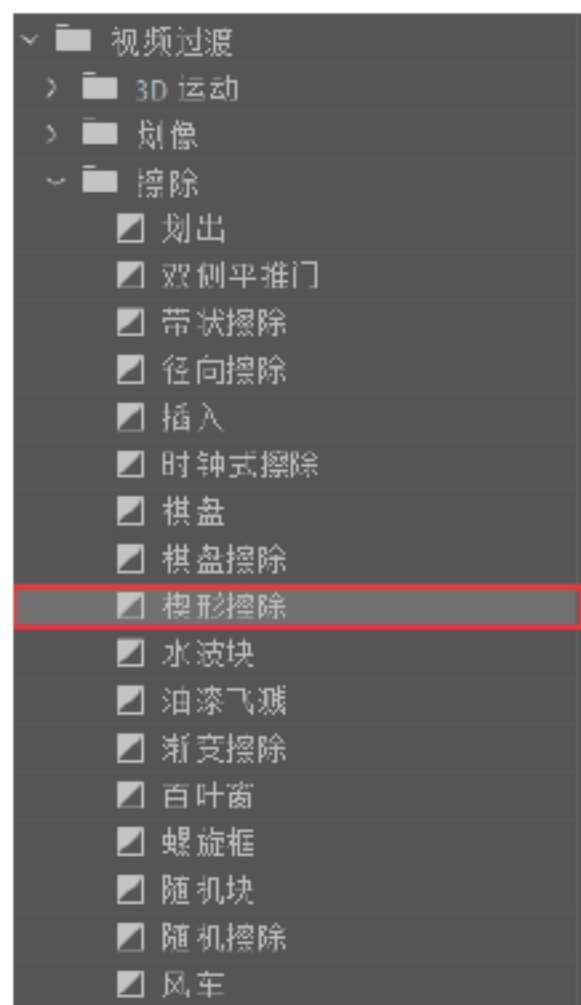 视频过渡
3D 运动
划像
擦除
划出
双侧平推门
带状擦除
径向擦除
插入
时钟式擦除
棋盘
棋盘擦除
楔形擦除
水波块
油漆飞溅
渐变擦除
百叶窗
螺旋框
随机块
随机擦除
风车